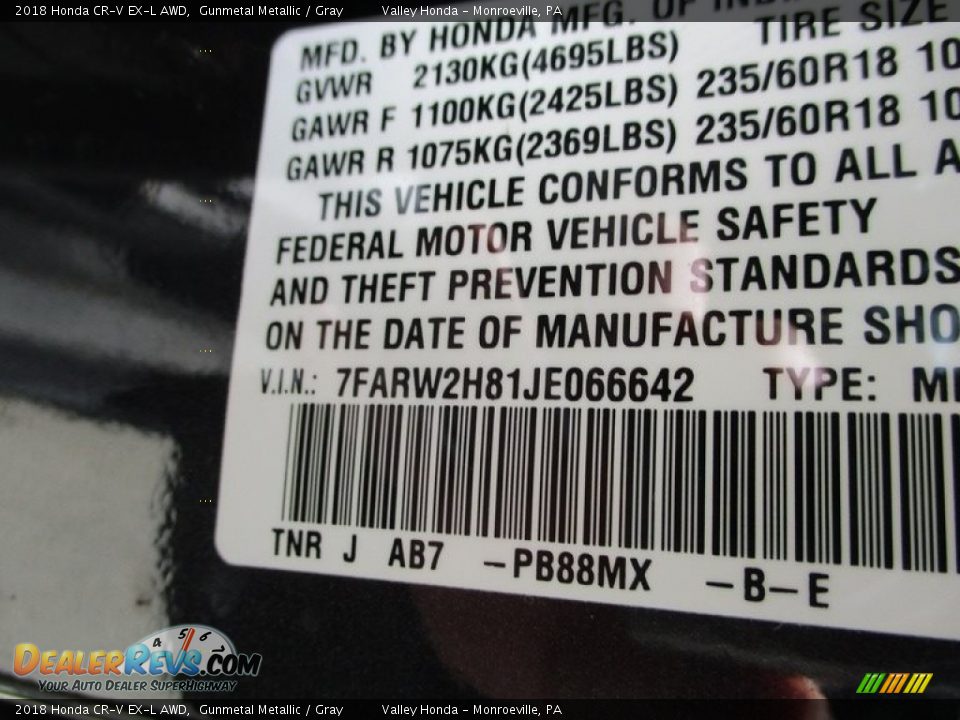 2018 Honda CR-V EX-L AWD, Gunmetal Metallic / Gray Valley Honda - Monroeville, PA
MFD. BY HONDA MFG. OF
TIRE SIZE
GVWR 2130KG(4695LBS)
GAWR F 1100KG(2425LBS) 235/60R18 10
GAWR R 1075KG(2369LBS) 235/60R18 10
THIS VEHICLE CONFORMS TO ALL A
FEDERAL MOTOR VEHICLE SAFETY
AND THEFT PREVENTION STANDARDS
ON THE DATE OF MANUFACTURE SHO
V.I.N.: 7FARW2H81JE066642 TYPE:
TNR J AB7 -PB88MX -B-E
DEALERREVS.COM
YOUR AUTO DEALER SUPERHIGHWAY
2018 Honda CR-V EX-L AWD, Gunmetal Metallic / Gray Valley Honda - Monroeville, PA